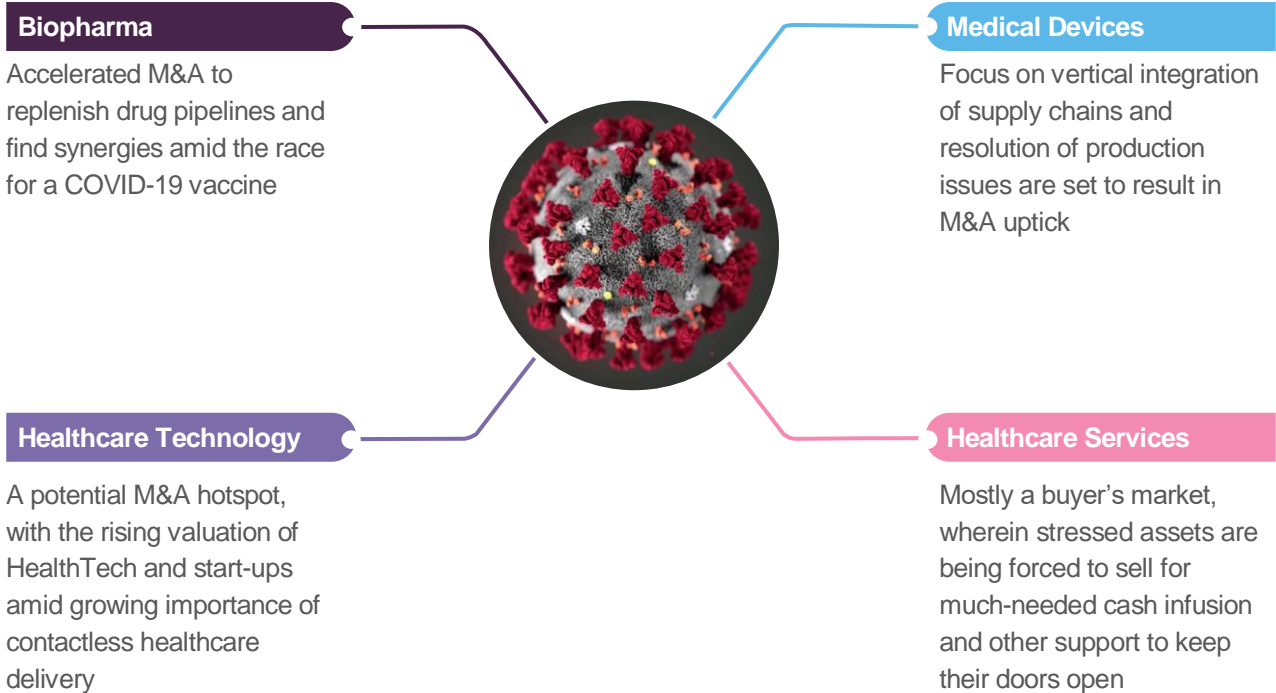 Biopharma
Accelerated M&A to
replenish drug pipelines and
find synergies amid the race
for a COVID-19 vaccine
Medical Devices
Focus on vertical integration
of supply chains and
resolution of production
issues are set to result in
M&A uptick
Healthcare Technology
A potential M&A hotspot,
with the rising valuation of
HealthTech and start-ups
amid growing importance of
contactless healthcare
delivery
Healthcare Services
Mostly a buyer’s market,
wherein stressed assets are
being forced to sell for
much-needed cash infusion
and other support to keep
their doors open